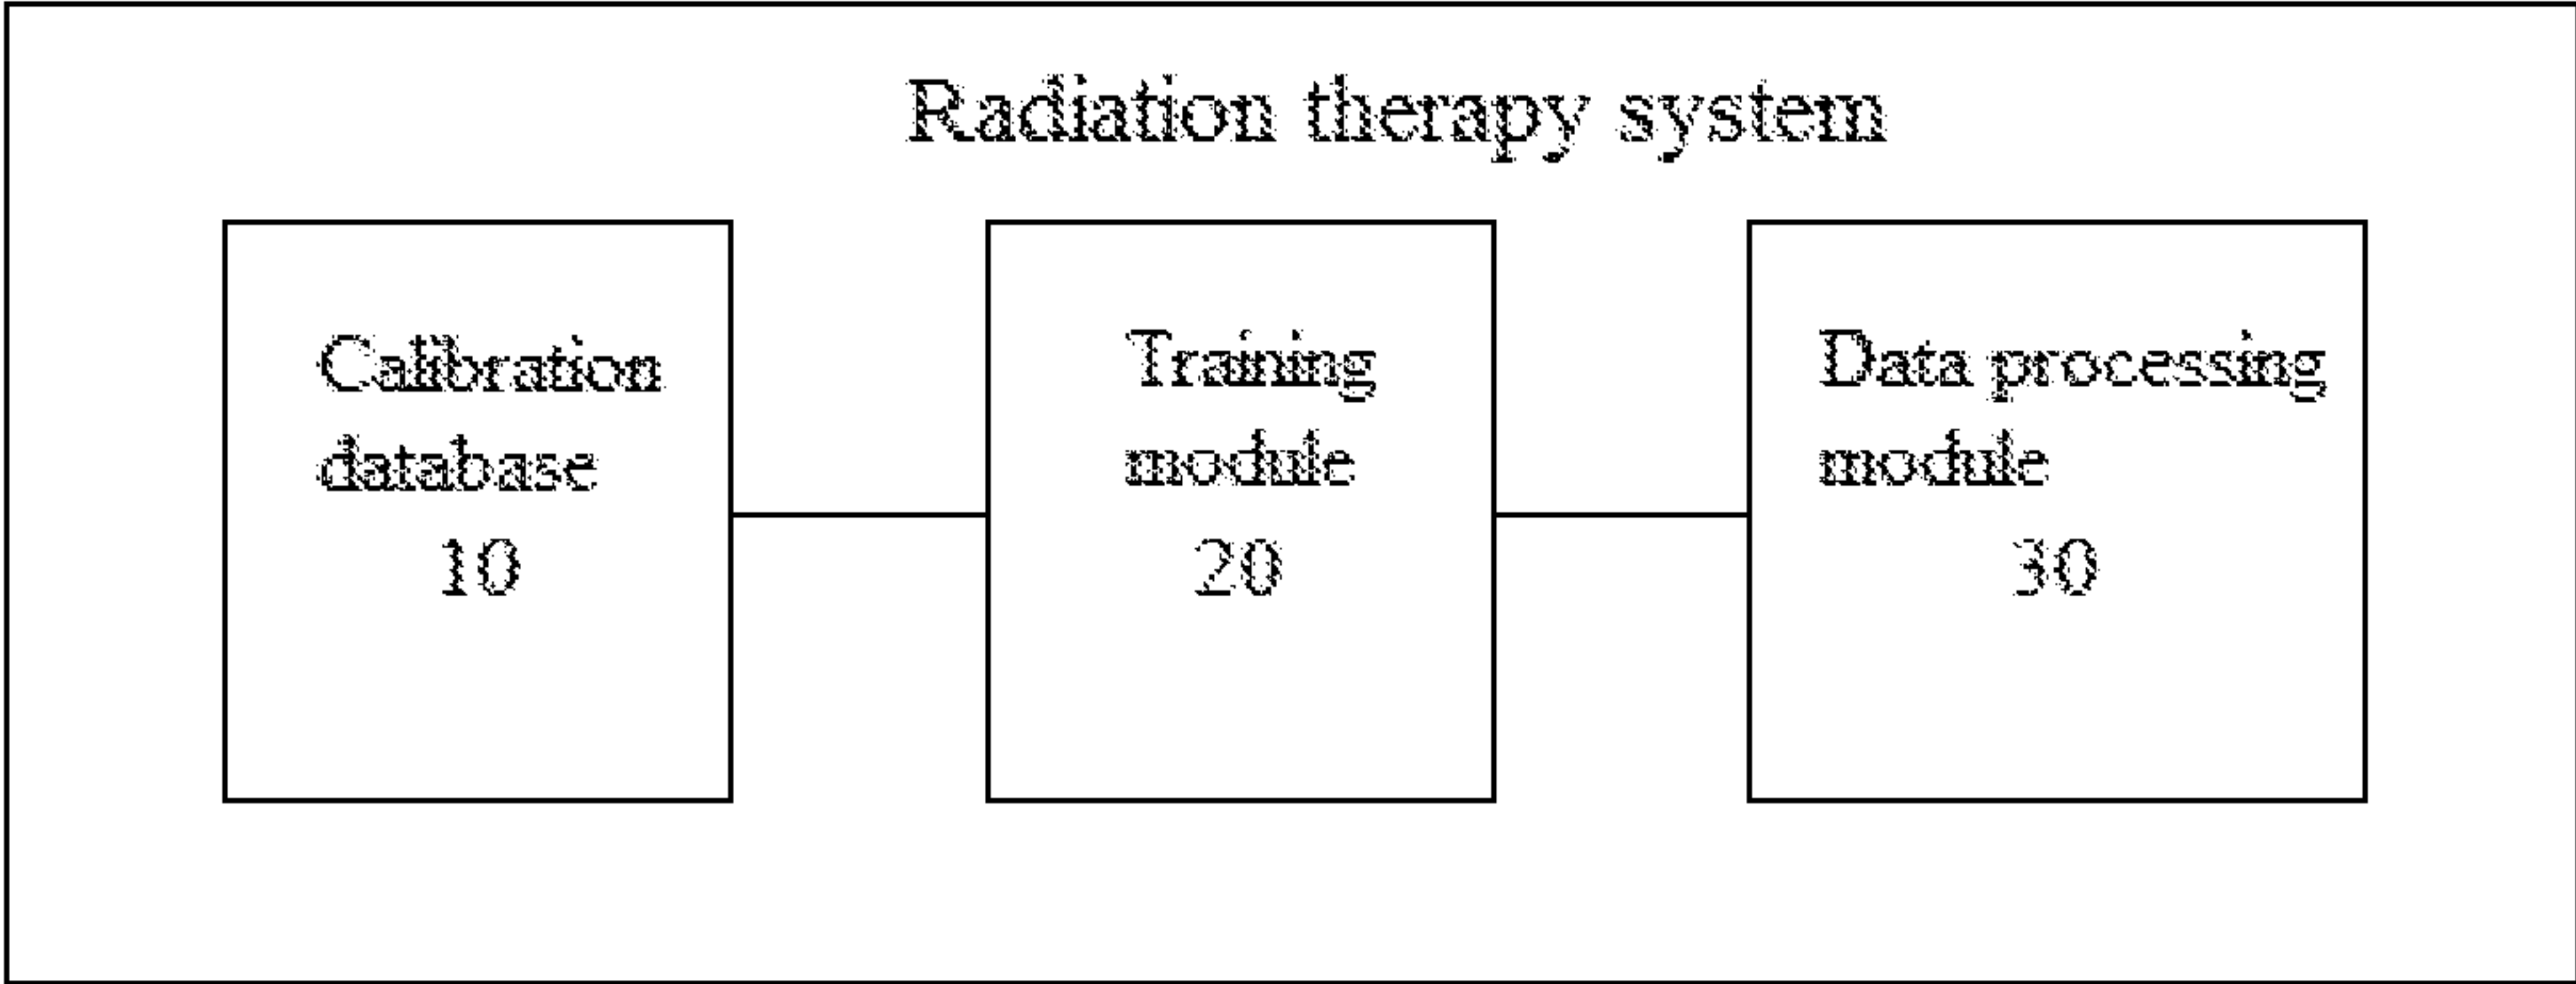 Radiation therapy system
Calibration
database
10
Training
module
20
Data processing
module
30